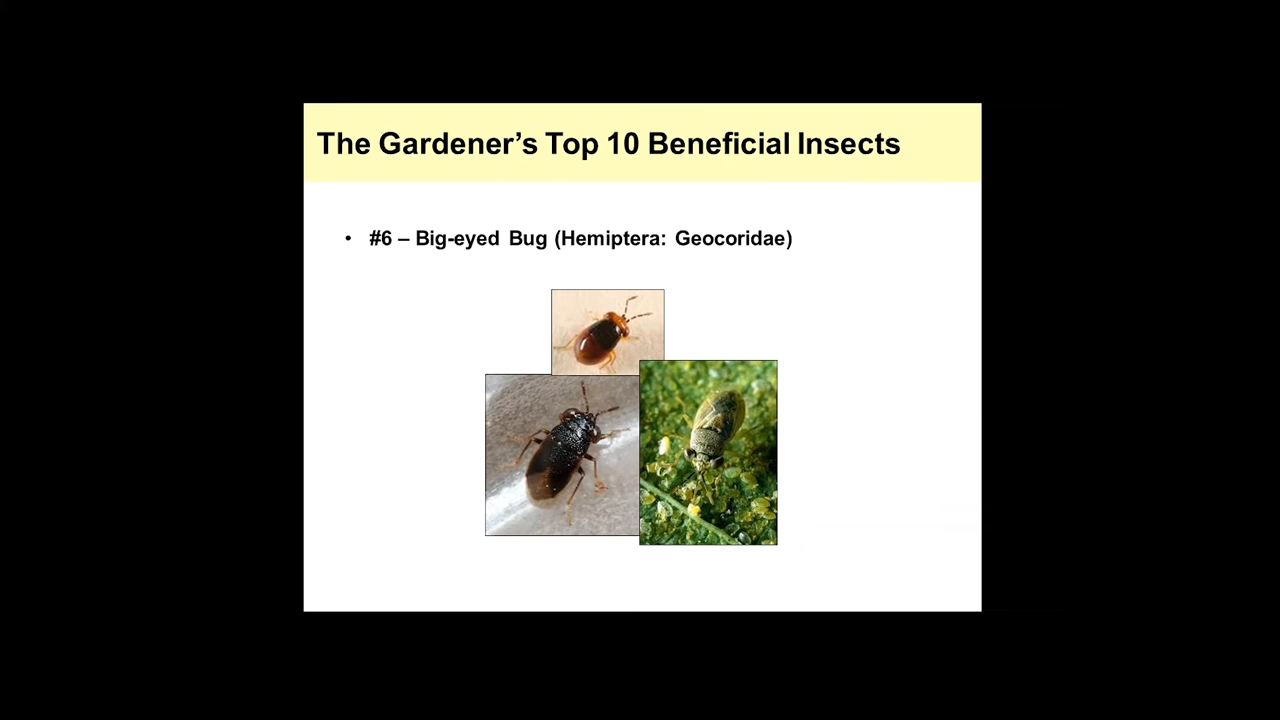 The Gardener’s Top 10 Beneficial Insects
• #6 – Big-eyed Bug (Hemiptera: Geocoridae)